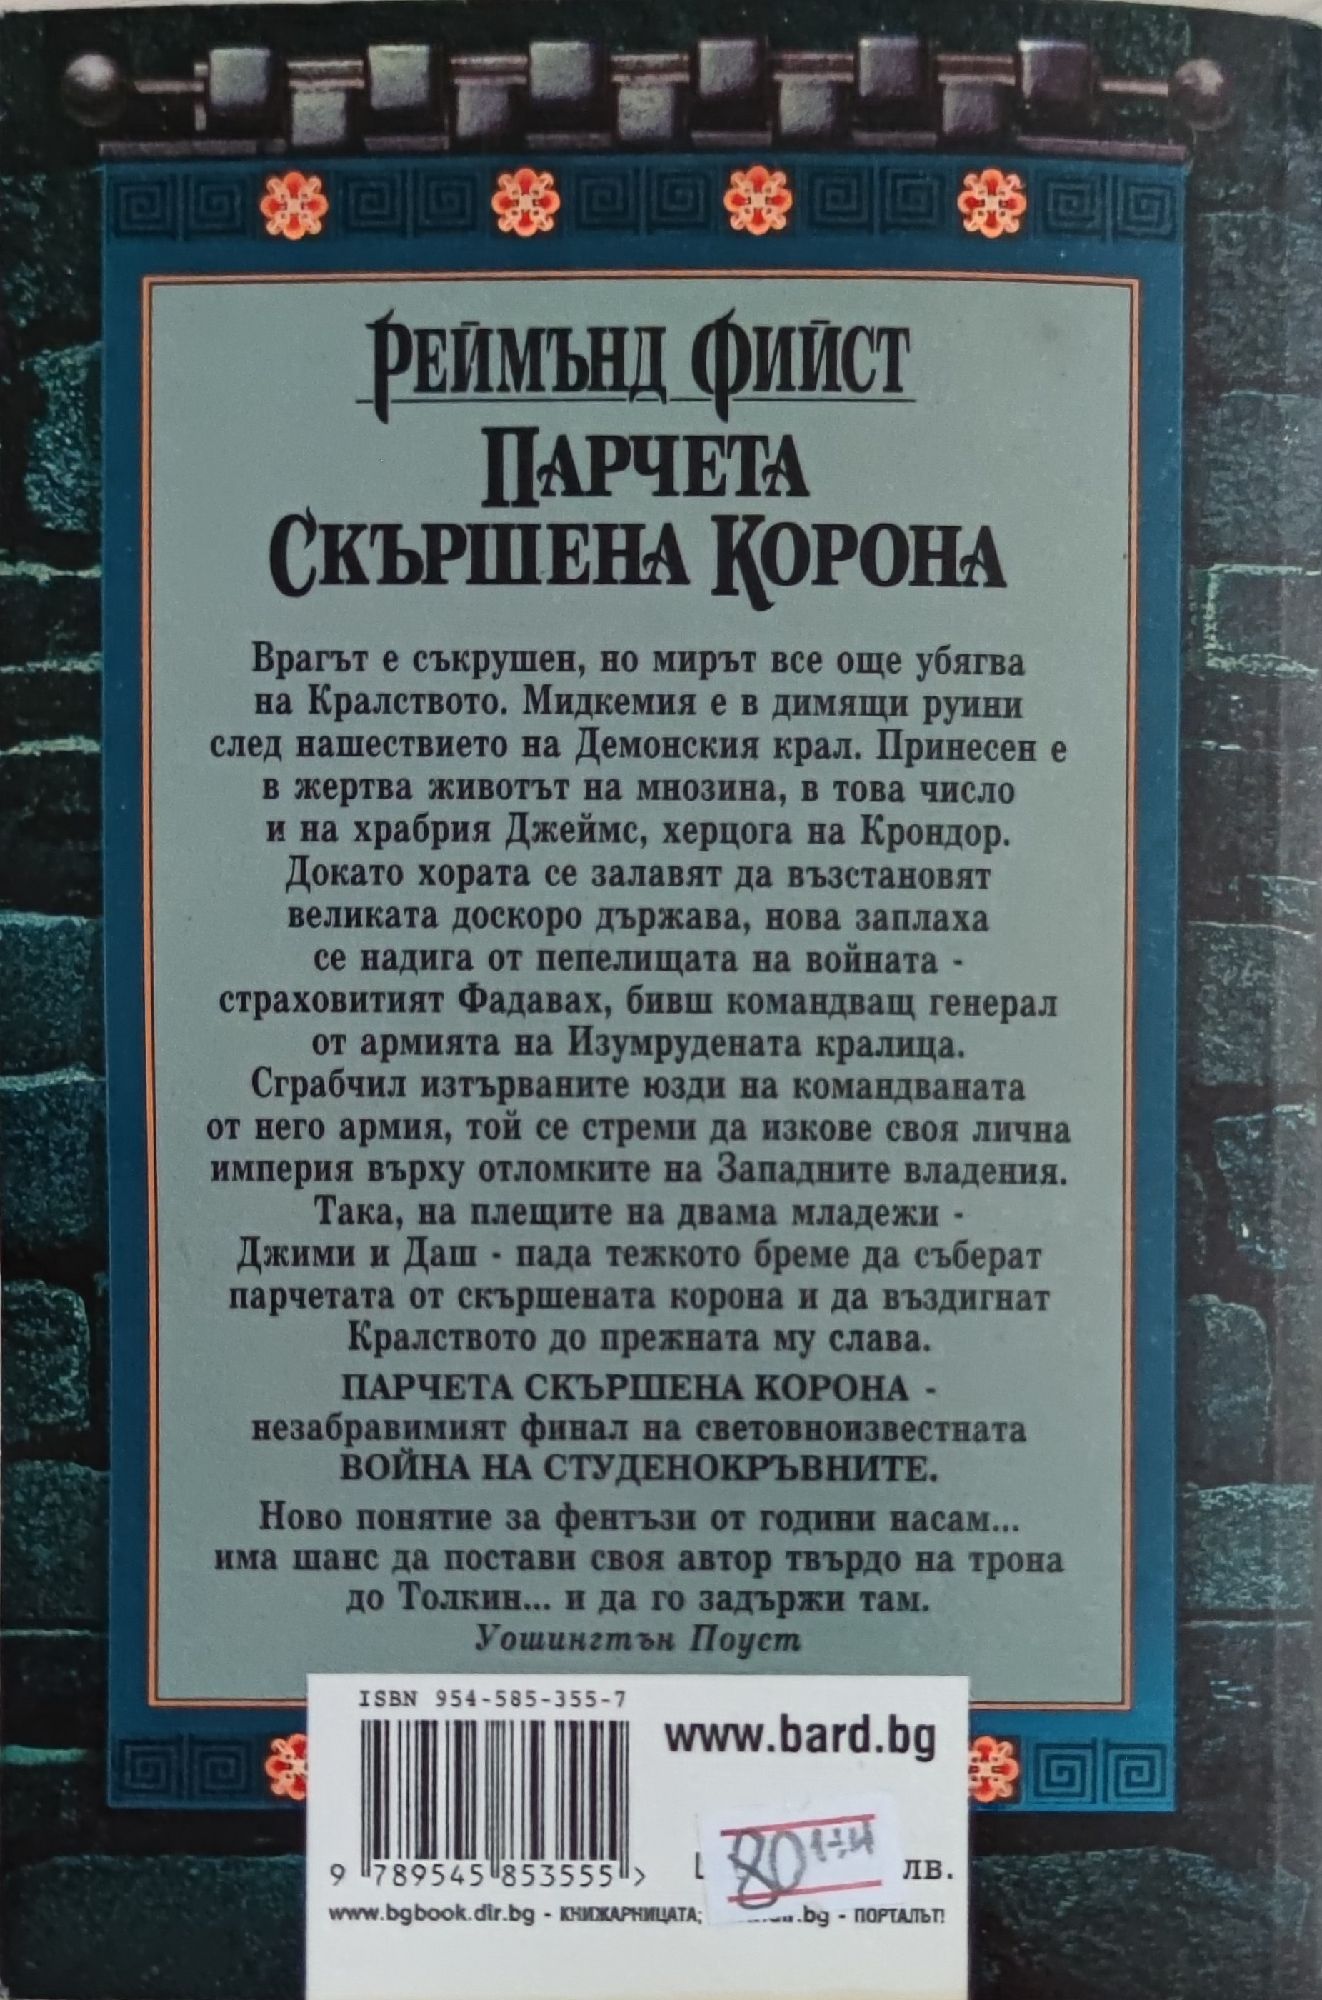 Реймънд Фийст
Парчета
Скършена Корона
Врагът е съкрушен, но мирът все още убягва
на Кралството. Мидкемия е в димящи руини
след нашествието на Демонския крал. Принесен е
в жертва животът на мнозина, в това число
и на храбрия Джеймс, херцога на Крондор.
Докато хората се залавят да възстановят
великата доскоро държава, нова заплаха
се надига от пепелищата на войната -
страховитият Фадавах, бивш командващ генерал
от армията на Изумрудената кралица.
Сграбчил изтърваните юзди на командваната
от него армия, той се стреми да изкове своя лична
империя върху отломките на Западните владения.
Така, на плещите на двама младежи -
Джими и Даш - пада тежкото бреме да съберат
парчетата от скършената корона и да въздигнат
Кралството до прежната му слава.
ПАРЧЕТА СКЪРШЕНА КОРОНА -
незабравимият финал на световноизвестната
ВОЙНА НА СТУДЕНОКРЪВНИТЕ.
Ново понятие за фентъзи от години насам...
има шанс да постави своя автор твърдо на трона
до Толкин... и да го задържи там.
Уошингтън Поуст
ISBN 954-585-355-7
www.bard.bg
80
лв.
9 789545 853555 >
www.bgbook.dir.bg - КНИЖАРНИЦАТА; .bg - ПОРТАЛЪТ!